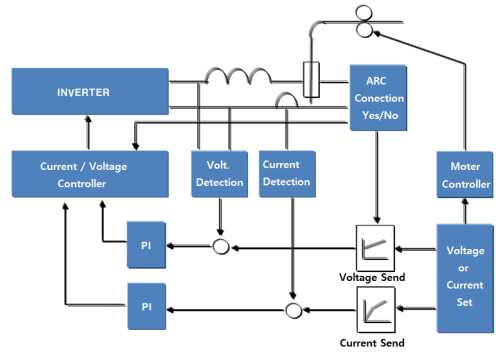 INVERTER
ARC
Conection
Yes/No
Current / Voltage
Controller
Volt.
Detection
Current
Detection
Moter
Controller
PI
Voltage
or
Current
Set
Voltage Send
PI
Current Send